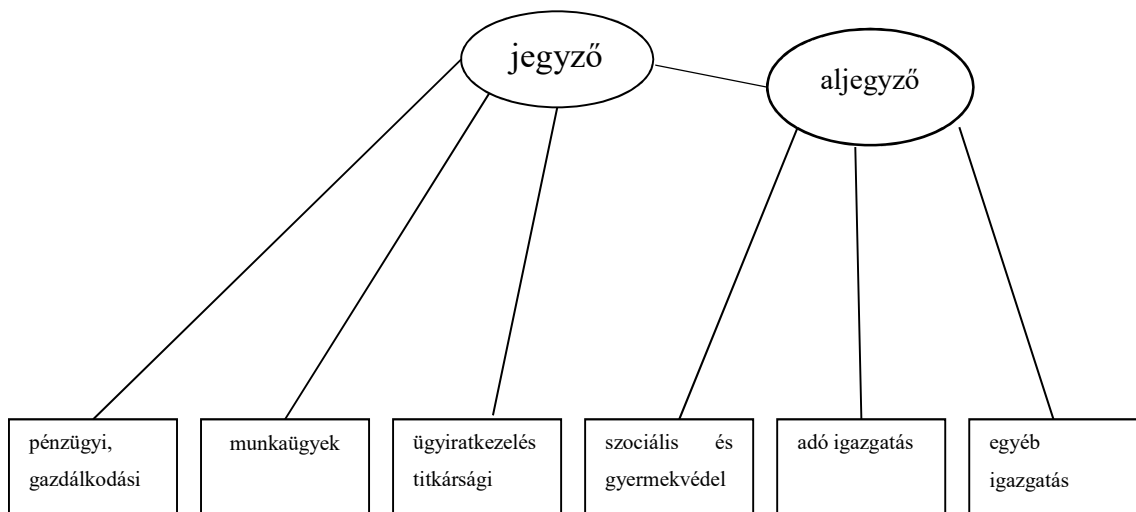 jegyző
aljegyző
pénzügyi,
gazdálkodási
munkaügyek
ügyiratkezelés
titkársági
szociális és
gyermekvédel
adó igazgatás
egyéb
igazgatás